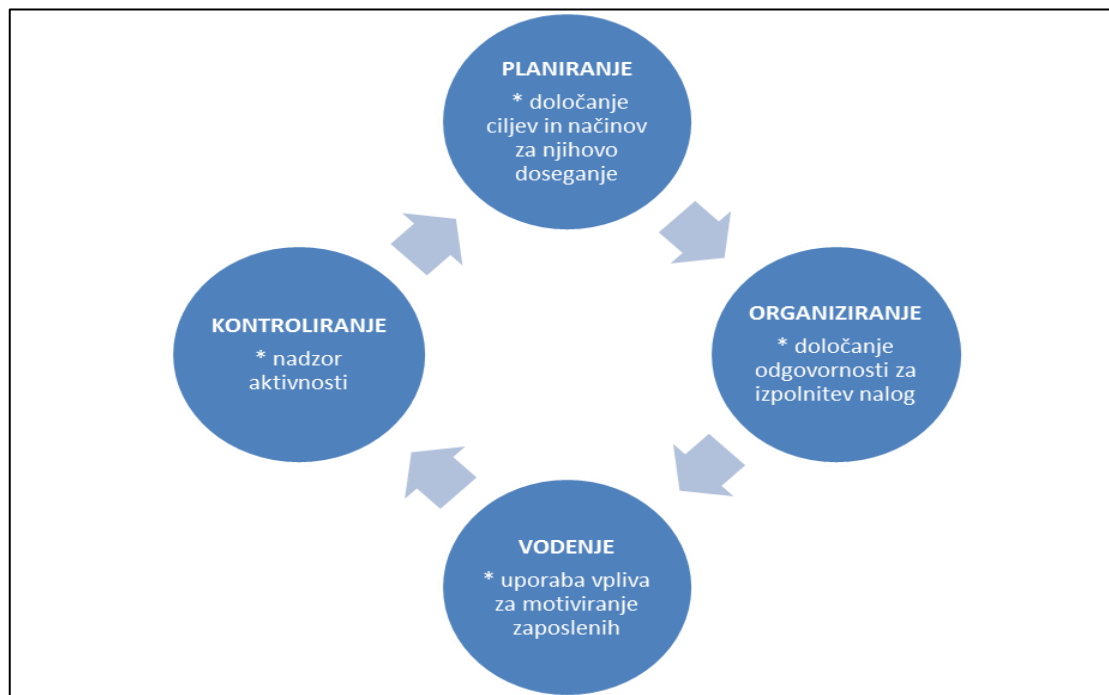 PLANIRANJE
* določanje
ciljev in načinov
za njihovo
doseganje
ORGANIZIRANJE
* določanje
odgovornosti za
izpolnitev nalog
VODENJE
* uporaba vpliva
za motiviranje
zaposlenih
KONTROLIRANJE
* nadzor
aktivnosti